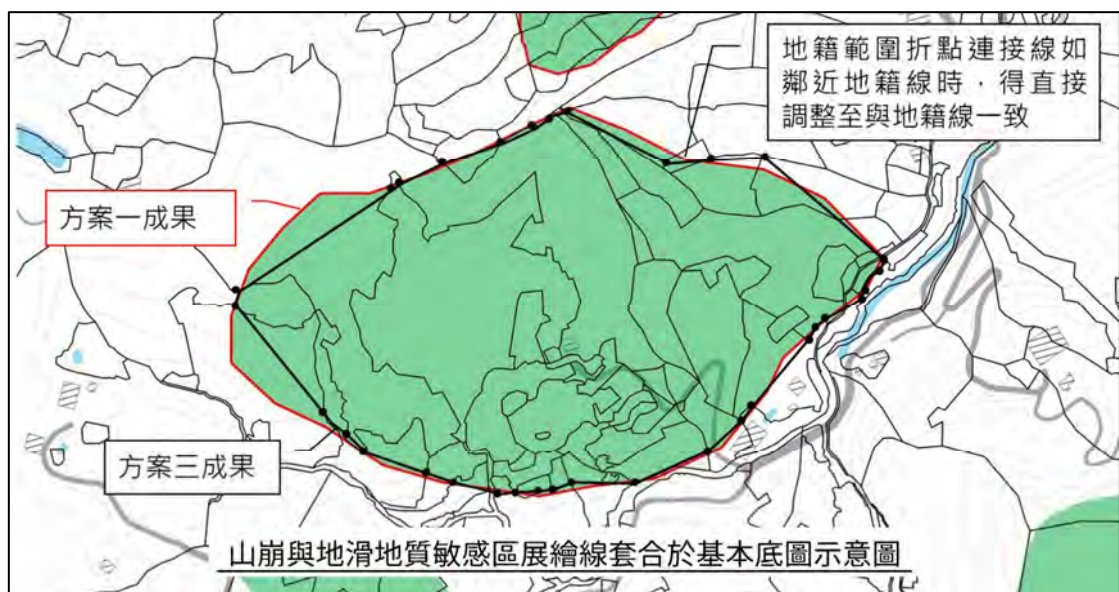 地籍範圍折點連接線如
鄰近地籍線時，得直接
調整至與地籍線一致
方案一成果
方案三成果
山崩與地滑地質敏感區展繪線套合於基本底圖示意圖